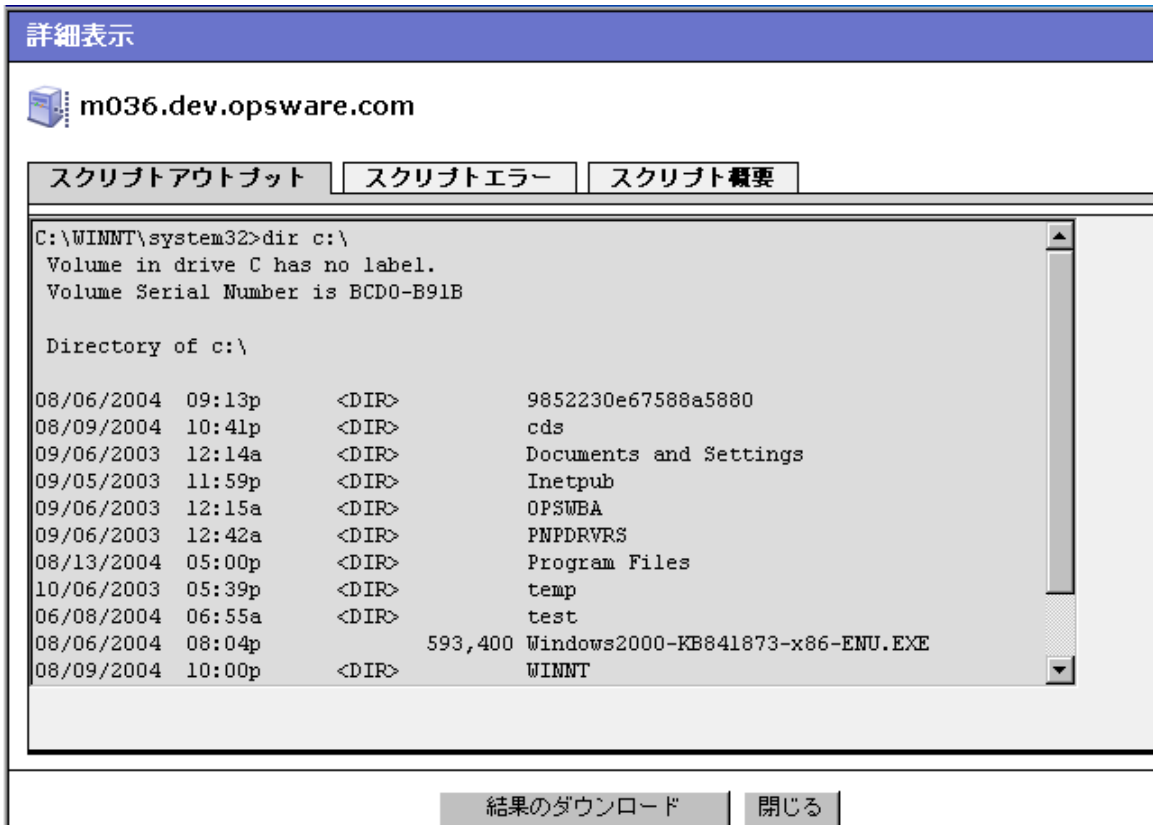 詳細表示
m036.dev.opsware.com
スクリプトアウトプット スクリプトエラー スクリプト概要
C:\WINNT\system32>dir c:\
Volume in drive C has no label.
Volume Serial Number is BCD0-B91B
Directory of c:\
08/06/2004 09:13p <DIR> 9852230e67588a5880
08/09/2004 10:41p <DIR> cds
09/06/2003 12:14a <DIR> Documents and Settings
09/05/2003 11:59p <DIR> Inetpub
09/06/2003 12:15a <DIR> OPSWBA
09/06/2003 12:42a <DIR> PNPDRVRS
08/13/2004 05:00p <DIR> Program Files
10/06/2003 05:39p <DIR> temp
06/08/2004 06:55a <DIR> test
08/06/2004 08:04p 593,400 Windows2000-KB841873-x86-ENU.EXE
08/09/2004 10:00p <DIR> WINNT
結果のダウンロード 閉じる